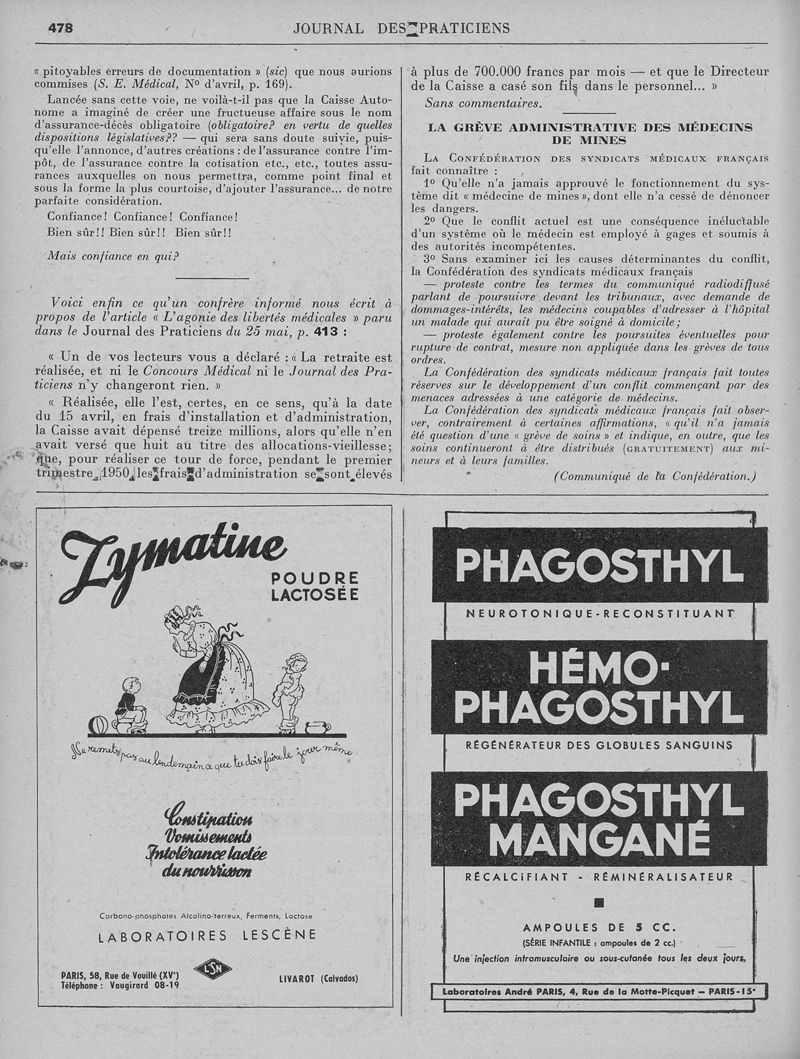 478
JOURNAL DES PRATICIENS
« pitoyables erreurs de documentation » (sic) que nous aurions
commises (S. E. Médical, N° d'avril, p. 169).
Lancée sans cette voie, ne voilà-t-il pas que la Caisse Auto-
nome a imaginé de créer une fructueuse affaire sous le nom
d'assurance-décès obligatoire (obligatoire? en vertu de quelles
dispositions législatives?? — qui sera sans doute suivie, puis-
qu'elle l'annonce, d'autres créations : de l'assurance contre l'im-
pôt, de l'assurance contre la cotisation etc., etc., toutes assu-
rances auxquelles on nous permettra, comme point final et
sous la forme la plus courtoise, d'ajouter l'assurance... de notre
parfaite considération.
Confiance! Confiance! Confiance!
Bien sûr!! Bien sûr!! Bien sûr!!
Mais confiance en qui?
Voici enfin ce qu'un confrère informé nous écrit à
propos de l'article « L'agonie des libertés médicales » paru
dans le Journal des Praticiens du 25 mai, p. 413 :
« Un de vos lecteurs vous a déclaré : « La retraite est
réalisée, et ni le Concours Médical ni le Journal des Pra-
ticiens n'y changeront rien. »
« Réalisée, elle l'est, certes, en ce sens, qu'à la date
du 15 avril, en frais d'installation et d'administration,
la Caisse avait dépensé treize millions, alors qu'elle n'en
avait versé que huit au titre des allocations-vieillesse;
que, pour réaliser ce tour de force, pendant le premier
trimestre 1950 les frais d'administration se sont élevés
à plus de 700.000 francs par mois — et que le Directeur
de la Caisse a casé son fils dans le personnel... »
Sans commentaires.
LA GRÈVE ADMINISTRATIVE DES MÉDECINS
DE MINES
LA CONFÉDÉRATION DES SYNDICATS MÉDICAUX FRANÇAIS
fait connaître :
1° Qu'elle n'a jamais approuvé le fonctionnement du sys-
tème dit « médecine de mines », dont elle n'a cessé de dénoncer
les dangers.
2° Que le conflit actuel est une conséquence inéluctable
d'un système où le médecin est employé à gages et soumis à
des autorités incompétentes.
3° Sans examiner ici les causes déterminantes du conflit,
la Confédération des syndicats médicaux français
— proteste contre les termes du communiqué radiodiffusé
parlant de poursuivre devant les tribunaux, avec demande de
dommages-intérêts, les médecins coupables d'adresser à l'hôpital
un malade qui aurait pu être soigné à domicile ;
— proteste également contre les poursuites éventuelles pour
rupture de contrat, mesure non appliquée dans les grèves de tous
ordres.
La Confédération des syndicats médicaux français fait toutes
réserves sur le développement d'un conflit commençant par des
menaces adressées à une catégorie de médecins.
La Confédération des syndicats médicaux français fait obser-
ver, contrairement à certaines affirmations, « qu'il n'a jamais
été question d'une « grève de soins » et indique, en outre, que les
soins continueront à être distribués (GRATUITEMENT) aux mi-
neurs et à leurs familles.
(Communiqué de la Confédération.)
Zymatine
POUDRE
LACTOSÉE
Ne remets pas au lendemain ce que tu dois faire le jour même
Constipation
Vomissements
Intolérance lactée
du nourrisson
Carbono-phosphates Alcalino-terreux, Ferments, Lactose
LABORATOIRES LESCÈNE
PARIS, 58, Rue de Vouillé (XVe)
Téléphone : Vaugirard 08-19
LSN
LIVAROT (Calvados)
PHAGOSTHYL
NEUROTONIQUE-RECONSTITUANT
HÉMO-
PHAGOSTHYL
RÉGÉNÉRATEUR DES GLOBULES SANGUINS
PHAGOSTHYL
MANGANÉ
RÉCALCIFIANT - RÉMINÉRALISATEUR
AMPOULES DE 5 CC.
(SÉRIE INFANTILE : ampoules de 2 cc.)
Une injection intramusculaire ou sous-cutanée tous les deux jours.
Laboratoires André PARIS, 4, Rue de la Motte-Picquet — PARIS-15e